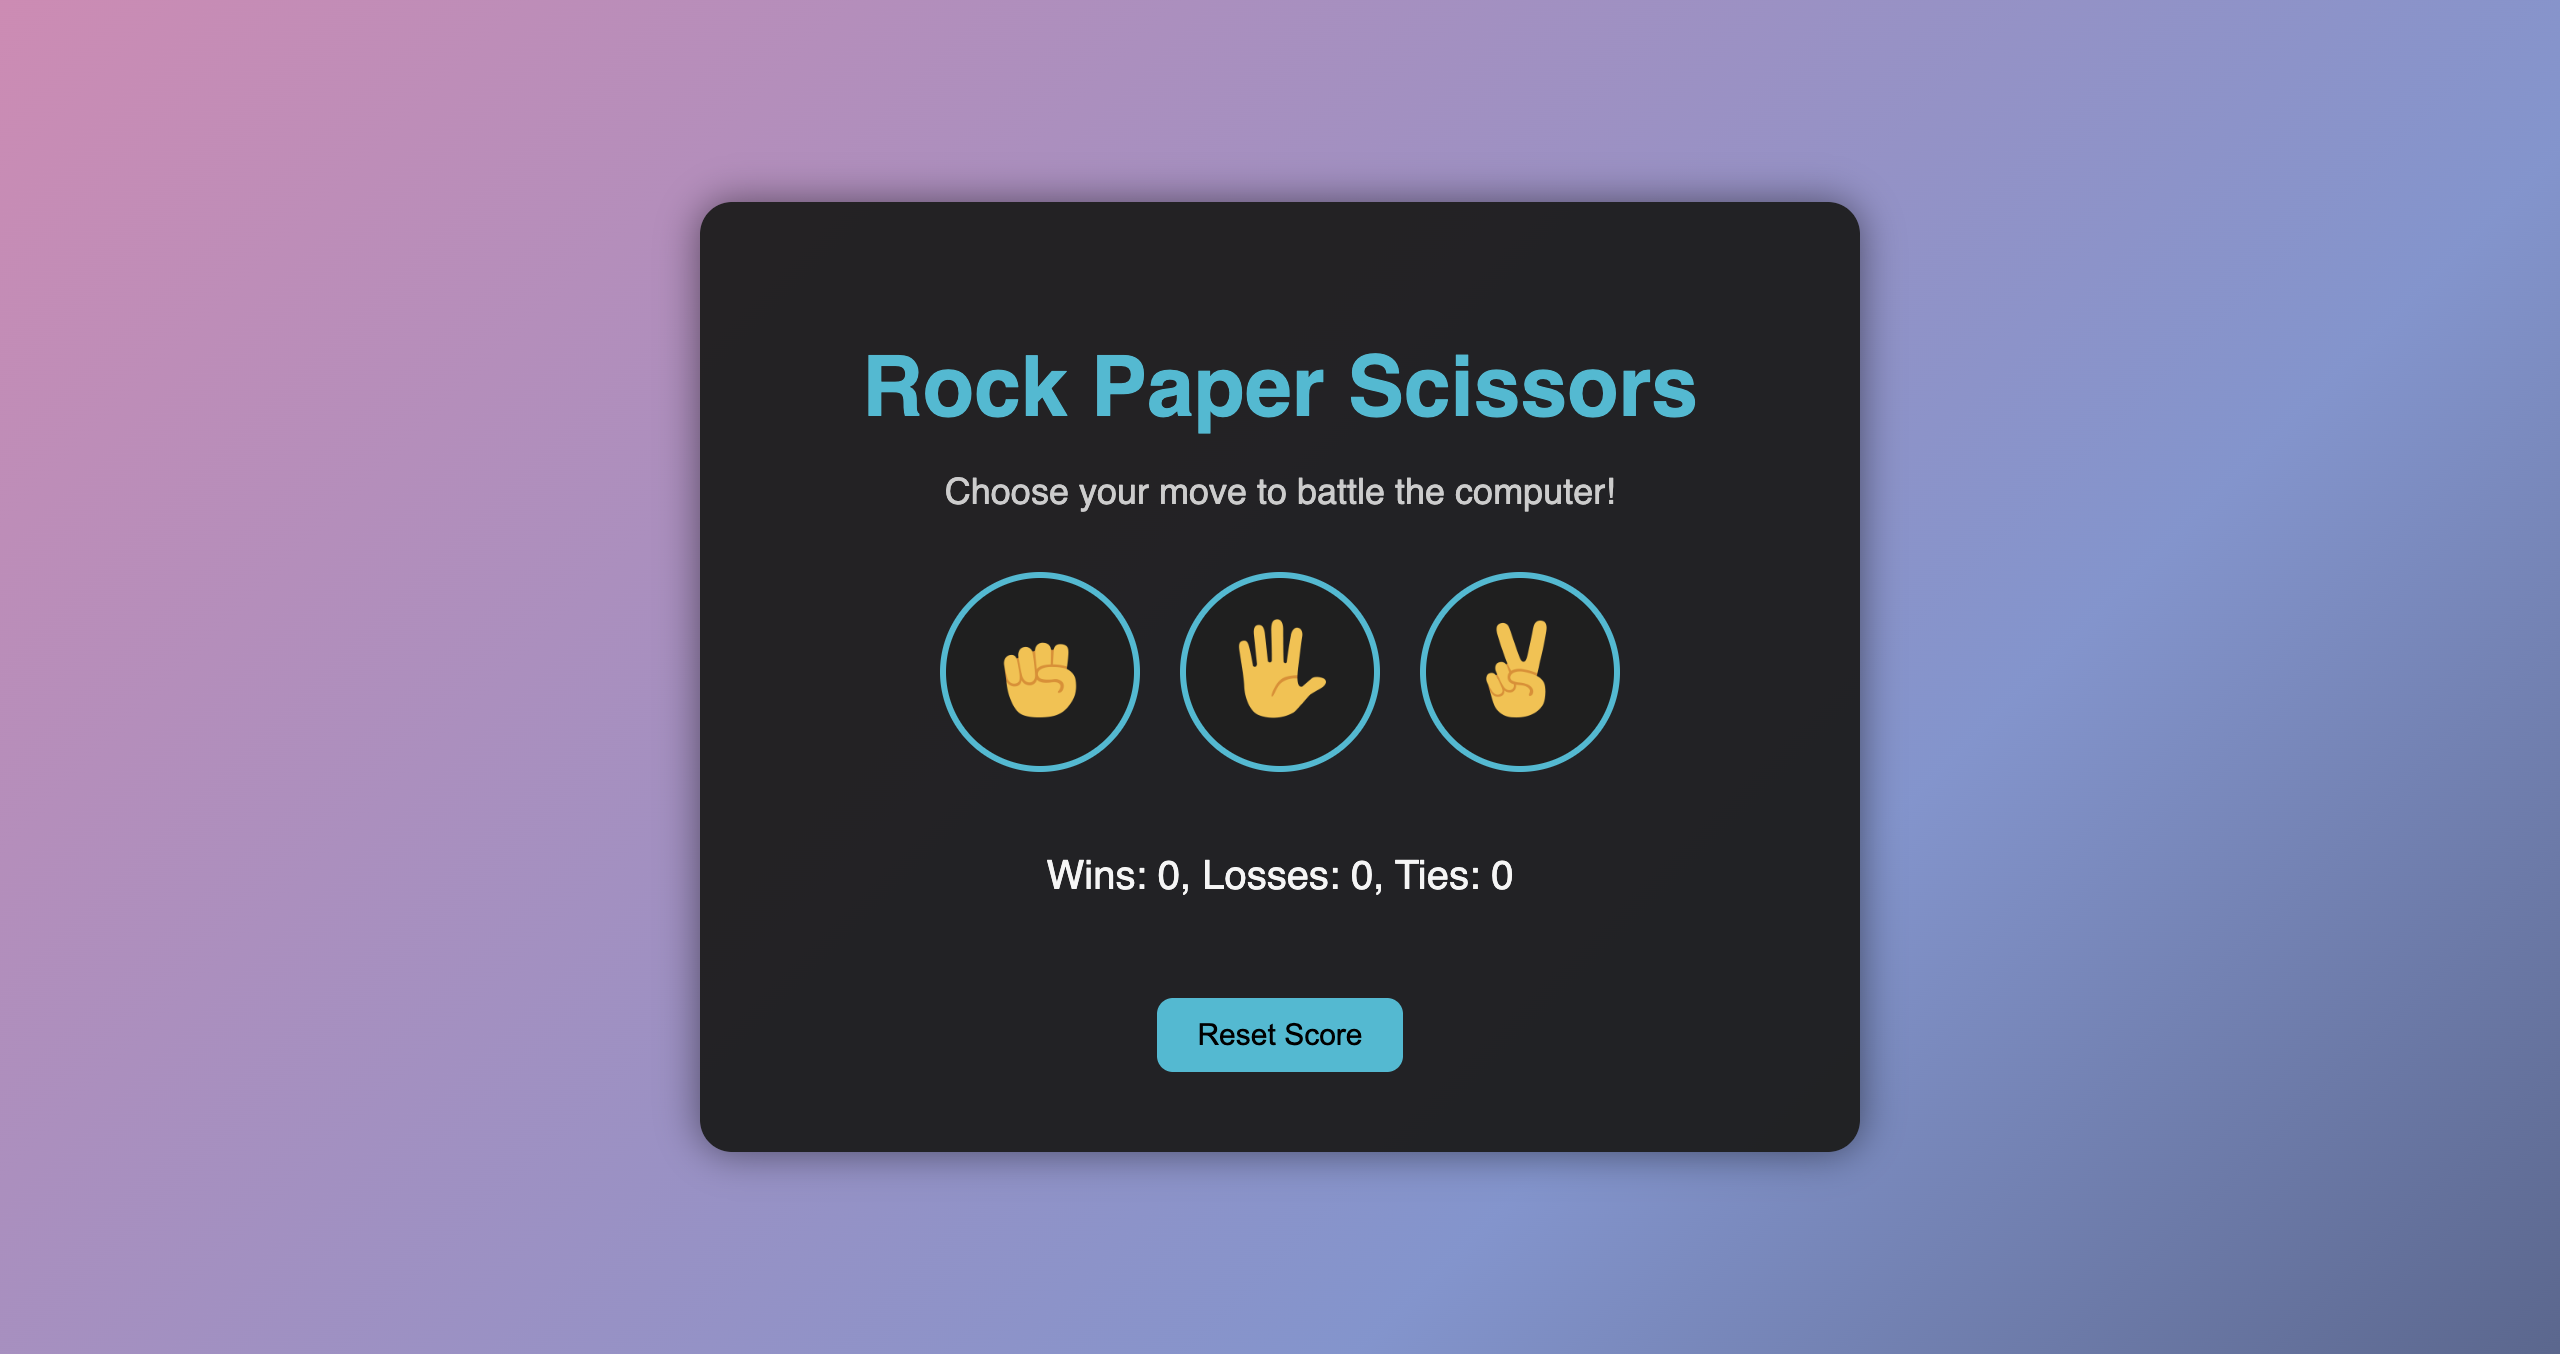 Rock Paper Scissors
Choose your move to battle the computer!
Wins: 0, Losses: 0, Ties: 0
Reset Score